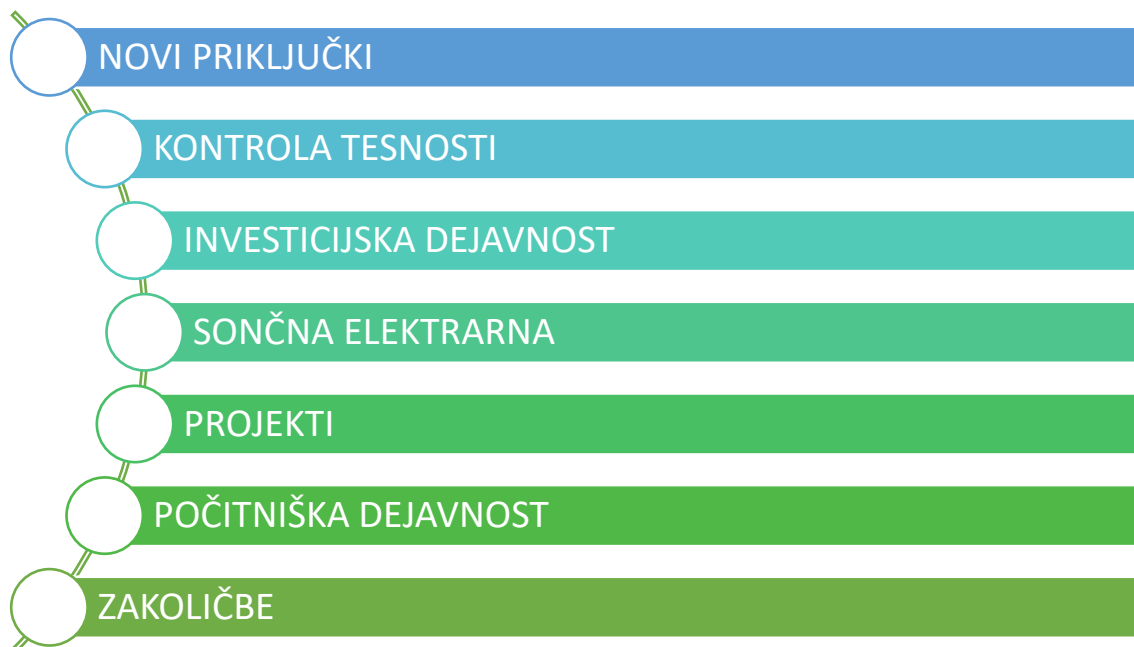 NOVI PRIKLJUČKI
KONTROLA TESNOSTI
INVESTICIJSKA DEJAVNOST
SONČNA ELEKTRARNA
PROJEKTI
POČITNIŠKA DEJAVNOST
ZAKOLIČBE